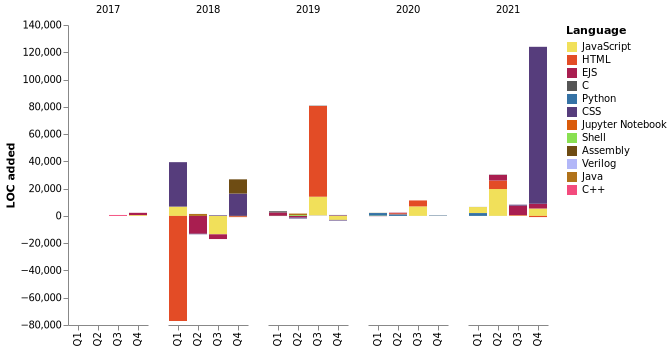 2017 2018 2019 2020 2021
140,000
120,000
100,000
80,000
60,000
40,000
20,000
0
−20,000
−40,000
−60,000
−80,000
LOC added
Q1 Q2 Q3 Q4 Q1 Q2 Q3 Q4 Q1 Q2 Q3 Q4 Q1 Q2 Q3 Q4 Q1 Q2 Q3 Q4
Language
JavaScript
HTML
EJS
C
Python
CSS
Jupyter Notebook
Shell
Assembly
Verilog
Java
C++